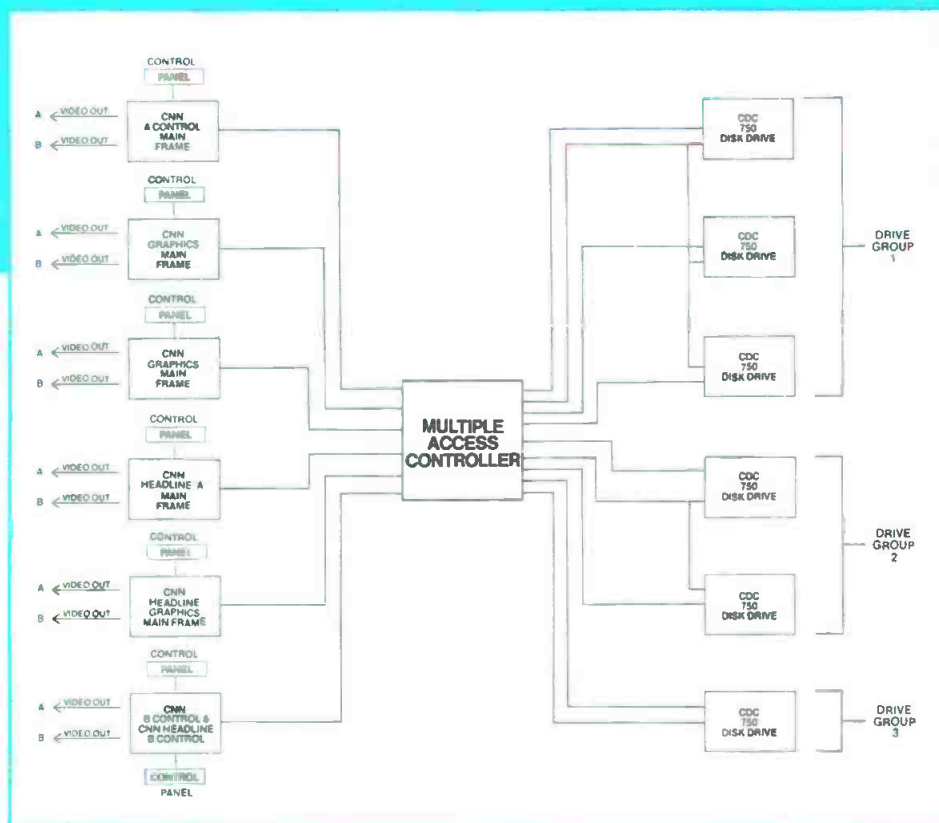 CONTROL
PANEL
A VIDEO OUT
B VIDEO OUT
CNN
A CONTROL
MAIN
FRAME
CONTROL
PANEL
A VIDEO OUT
B VIDEO OUT
CNN
GRAPHICS
MAIN
FRAME
CONTROL
PANEL
A VIDEO OUT
B VIDEO OUT
CNN
GRAPHICS
MAIN
FRAME
CONTROL
PANEL
A VIDEO OUT
B VIDEO OUT
CNN
HEADLINE A
MAIN
FRAME
CONTROL
PANEL
A VIDEO OUT
B VIDEO OUT
CNN
HEADLINE
GRAPHICS
MAIN FRAME
CONTROL
PANEL
A VIDEO OUT
B VIDEO OUT
CNN
B CONTROL &
CNN HEADLINE
B CONTROL
CONTROL
PANEL
MULTIPLE
ACCESS
CONTROLLER
CDC
750
DISK DRIVE
CDC
750
DISK DRIVE
CDC
750
DISK DRIVE
DRIVE
GROUP
1
CDC
750
DISK DRIVE
CDC
750
DISK DRIVE
DRIVE
GROUP
2
CDC
750
DISK DRIVE
DRIVE
GROUP
3